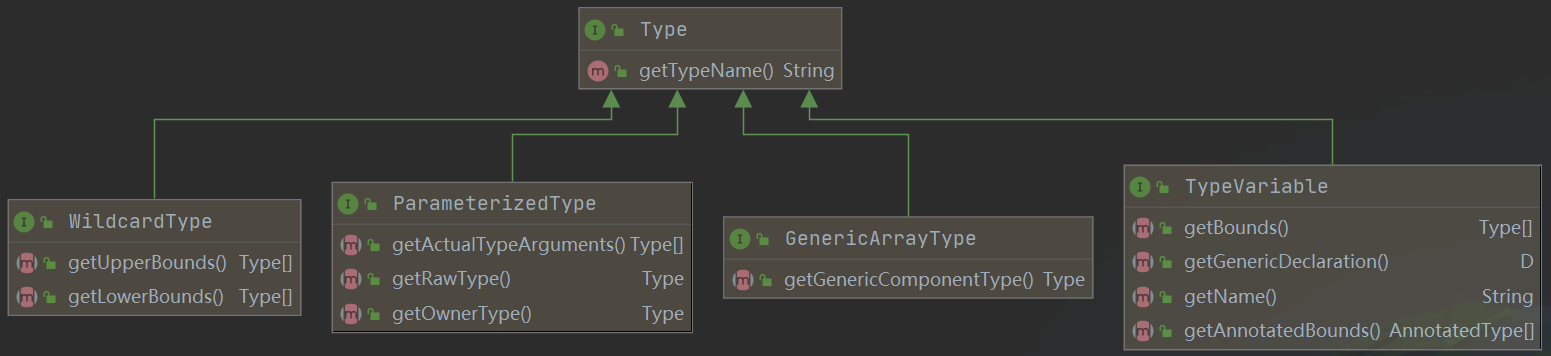 Type
getTypeName() String
WildcardType
getUpperBounds() Type[]
getLowerBounds() Type[]
ParameterizedType
getActualTypeArguments() Type[]
getRawType() Type
getOwnerType() Type
GenericArrayType
getGenericComponentType() Type
TypeVariable
getBounds() Type[]
getGenericDeclaration() D
getName() String
getAnnotatedBounds() AnnotatedType[]